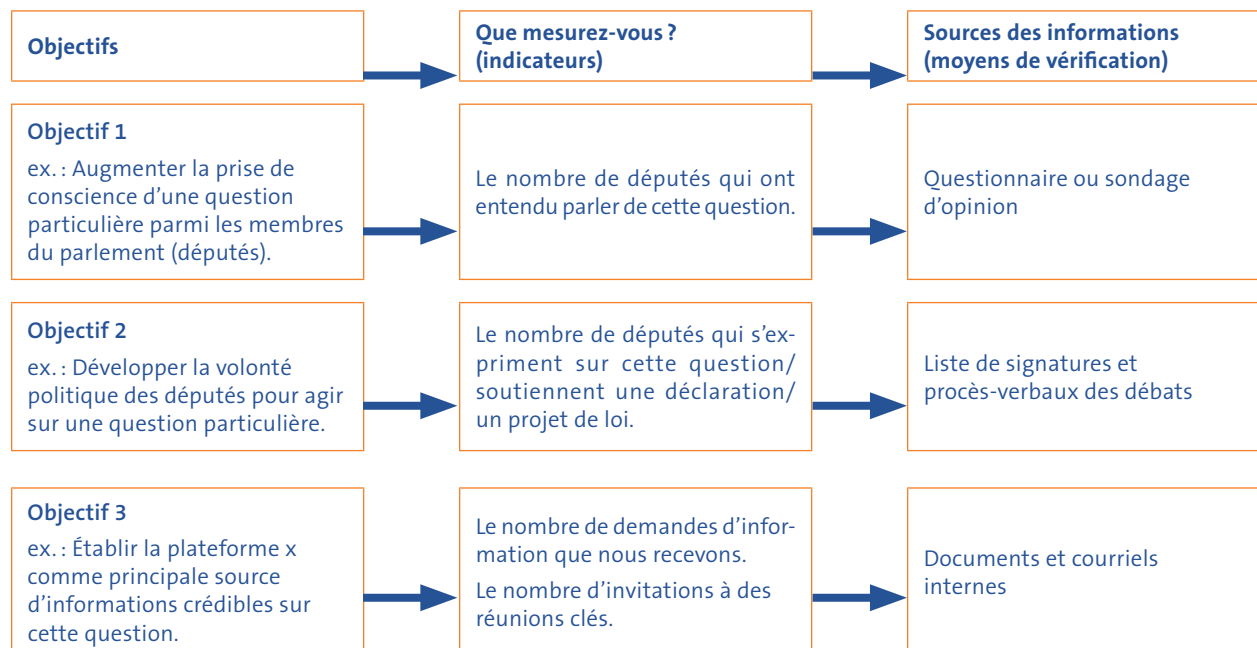 Objectifs
Que mesurez-vous ?
(indicateurs)
Sources des informations
(moyens de vérification)
Objectif 1
ex. : Augmenter la prise de
conscience d’une question
particulière parmi les membres
du parlement (députés).
Le nombre de députés qui ont
entendu parler de cette question.
Questionnaire ou sondage
d’opinion
Objectif 2
ex. : Développer la volonté
politique des députés pour agir
sur une question particulière.
Le nombre de députés qui s’ex-
priment sur cette question/
soutiennent une déclaration/
un projet de loi.
Liste de signatures et
procès-verbaux des débats
Objectif 3
ex. : Établir la plateforme x
comme principale source
d’informations crédibles sur
cette question.
Le nombre de demandes d’infor-
mation que nous recevons.
Le nombre d’invitations à des
réunions clés.
Documents et courriels
internes